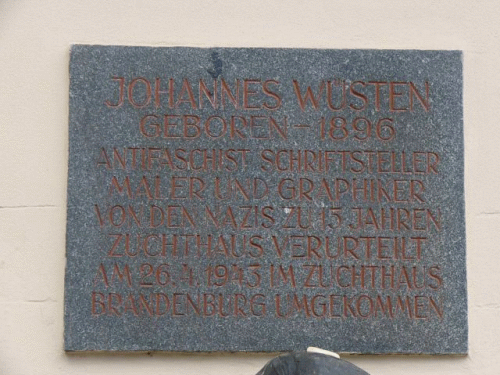 JOHANNES WÜSTEN
GEBOREN – 1896
ANTIFASCHIST SCHRIFTSTELLER
MALER UND GRAPHIKER
VON DEN NAZIS ZU 15 JAHREN
ZUCHTHAUS VERURTEILT
AM 26.4.1943 IM ZUCHTHAUS
BRANDENBURG UMGEKOMMEN